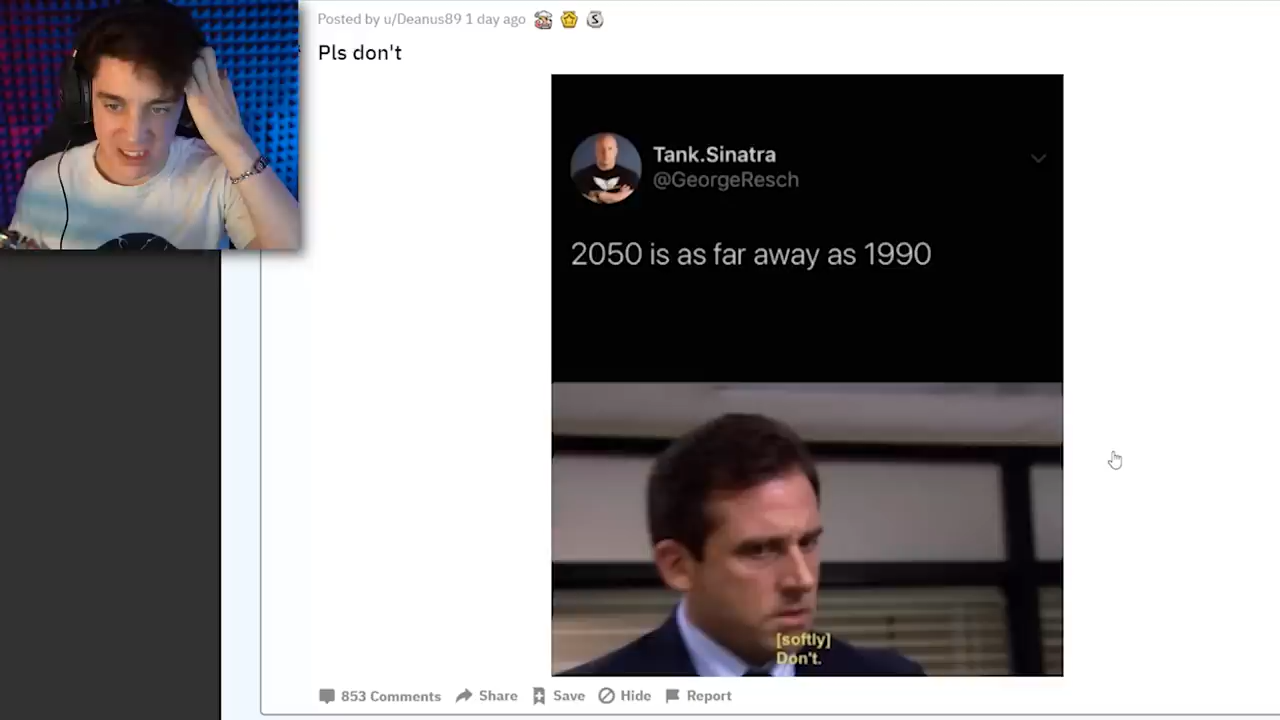 Posted by u/Deanus89 1 day ago
Pls don't
Tank.Sinatra
@GeorgeResch
2050 is as far away as 1990
[softly]
Don't.
853 Comments Share Save Hide Report